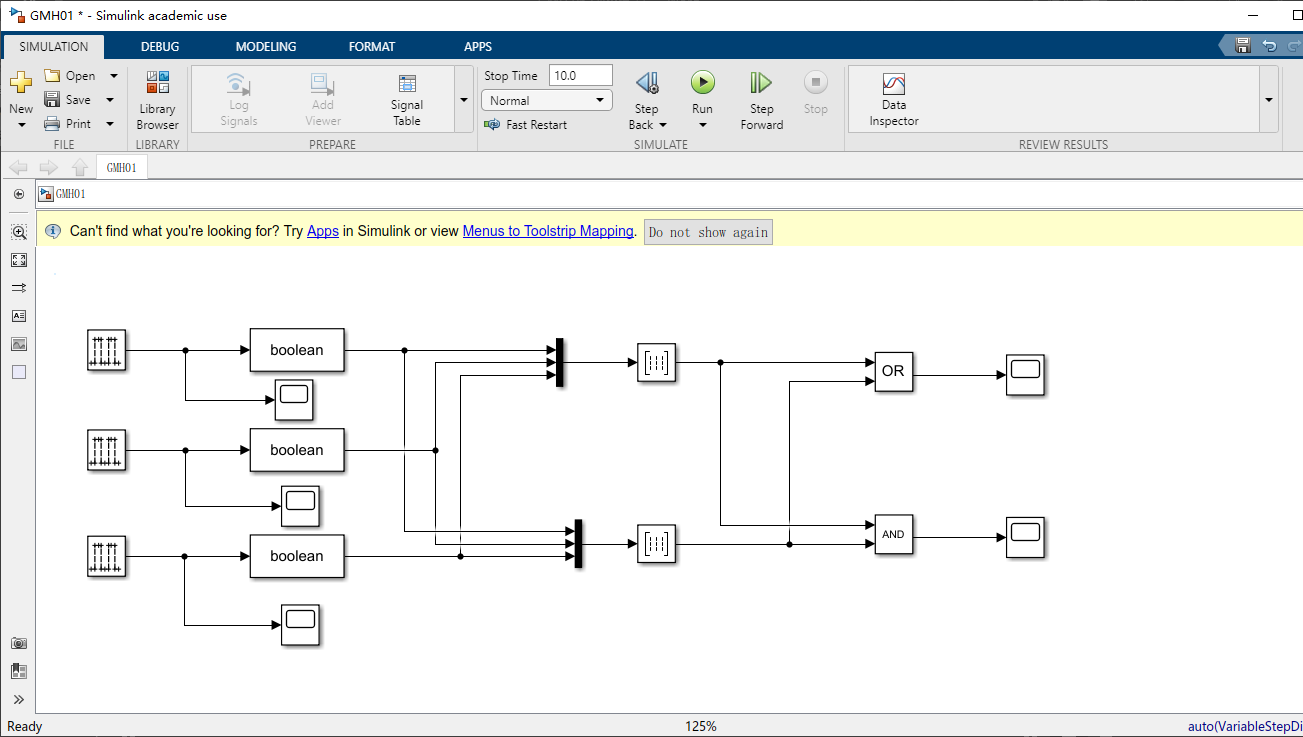 GMH01 * - Simulink academic use
SIMULATION DEBUG MODELING FORMAT APPS
New
Open
Save
Print
FILE
Library
Browser
LIBRARY
Log
Signals
Add
Viewer
Signal
Table
PREPARE
Stop Time 10.0
Normal
Fast Restart
Step
Back
Run
Step
Forward
Stop
SIMULATE
Data
Inspector
REVIEW RESULTS
GMH01
GMH01
Can't find what you're looking for? Try Apps in Simulink or view Menus to Toolstrip Mapping. Do not show again
boolean
OR
boolean
AND
boolean
Ready 125% auto(VariableStepDi